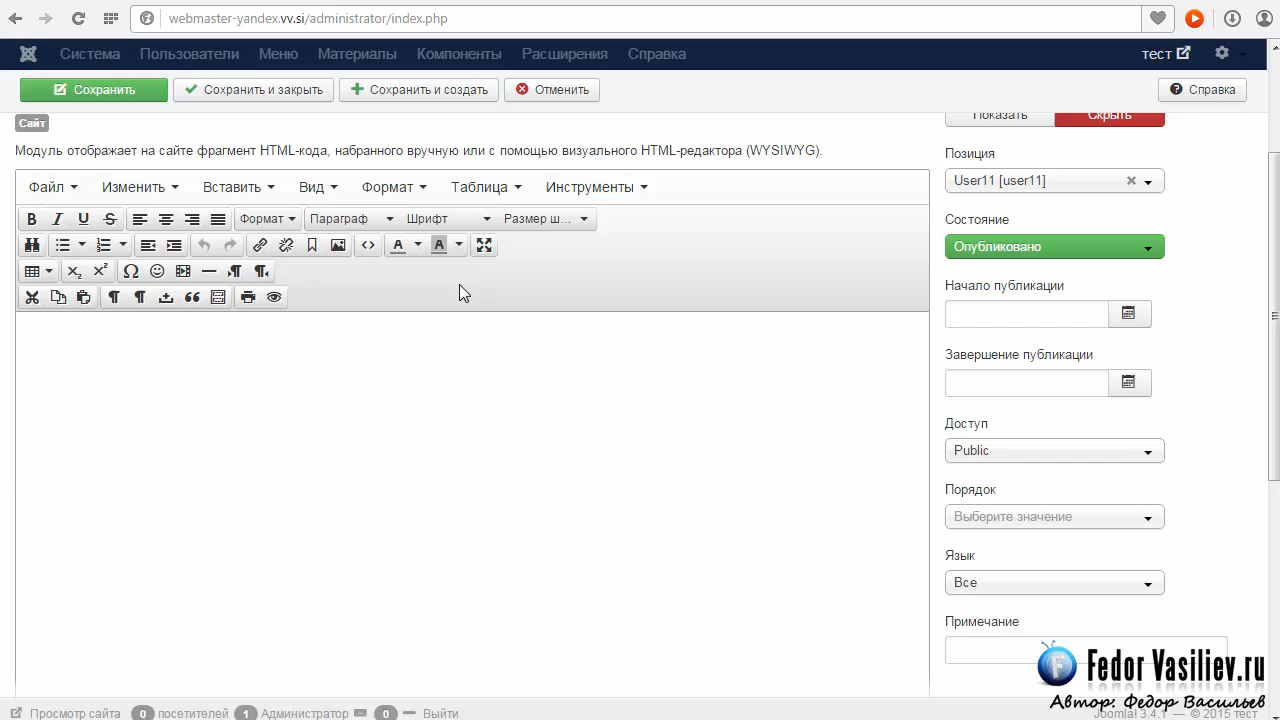 webmaster-yandex.vv.si/administrator/index.php
Система Пользователи Меню Материалы Компоненты Расширения Справка тест
Сохранить Сохранить и закрыть Сохранить и создать Отменить Справка
Сайт
Показать Скрыть
Модуль отображает на сайте фрагмент HTML-кода, набранного вручную или с помощью визуального HTML-редактора (WYSIWYG).
Файл Изменить Вставить Вид Формат Таблица Инструменты
Формат Параграф Шрифт Размер ш...
Позиция
User11 [user11]
Состояние
Опубликовано
Начало публикации
Завершение публикации
Доступ
Public
Порядок
Выберите значение
Язык
Все
Примечание
Fedor Vasiliev.ru
Автор: Федор Васильев
Просмотр сайта 0 посетителей 1 Администратор 0 Выйти
Joomla! 3.4.1 — © 2015 тест